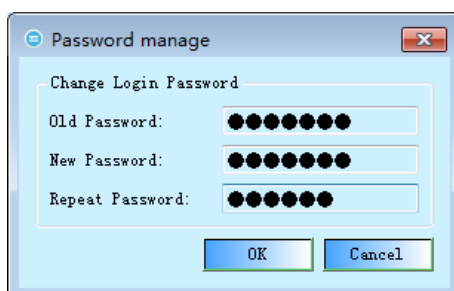 Password manage
Change Login Password
Old Password: ●●●●●●●
New Password: ●●●●●●●
Repeat Password: ●●●●●●
OK Cancel